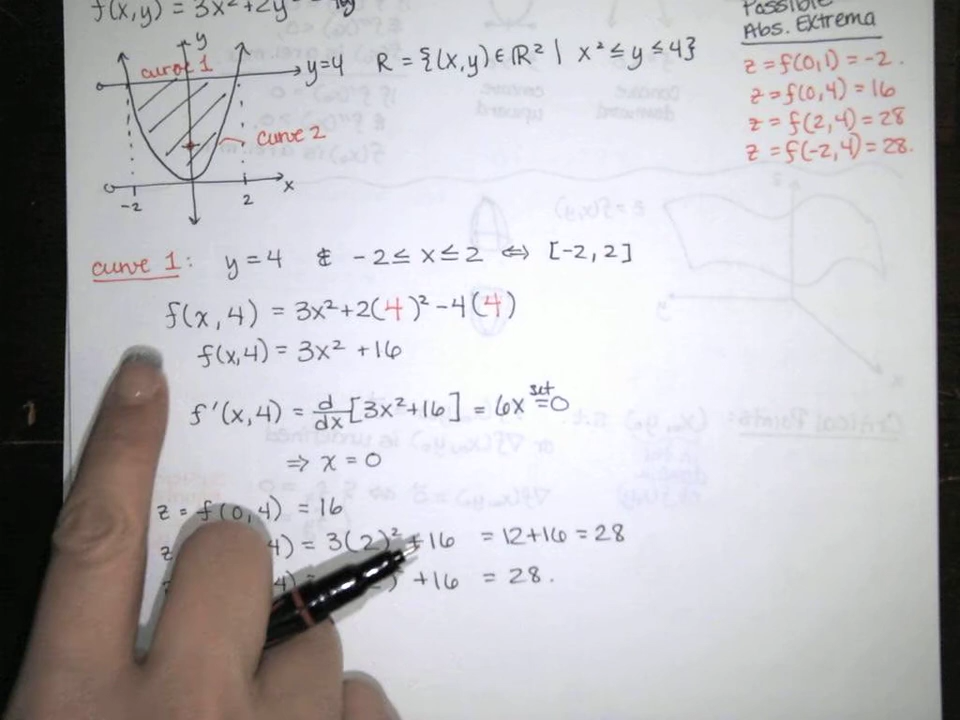 f(x,y) = 3x²+2y² - 4y
Possible
Abs. Extrema
z = f(0,1) = -2.
z = f(0,4) = 16
z = f(2,4) = 28
z = f(-2,4) = 28.
y
curve 1
y=4 R = {(x,y) ∈ ℝ² | x² ≤ y ≤ 4}
curve 2
x
-2
2
curve 1: y = 4 & -2 ≤ x ≤ 2 ⇔ [-2, 2]
f(x, 4) = 3x²+2(4)² - 4(4)
f(x,4) = 3x² + 16
f'(x, 4) = d/dx [3x²+16] = 6x set = 0
⇒ x = 0
z = f(0,4) = 16
z 4) = 3(2)² + 16 = 12+16 = 28
4) = + 16 = 28.